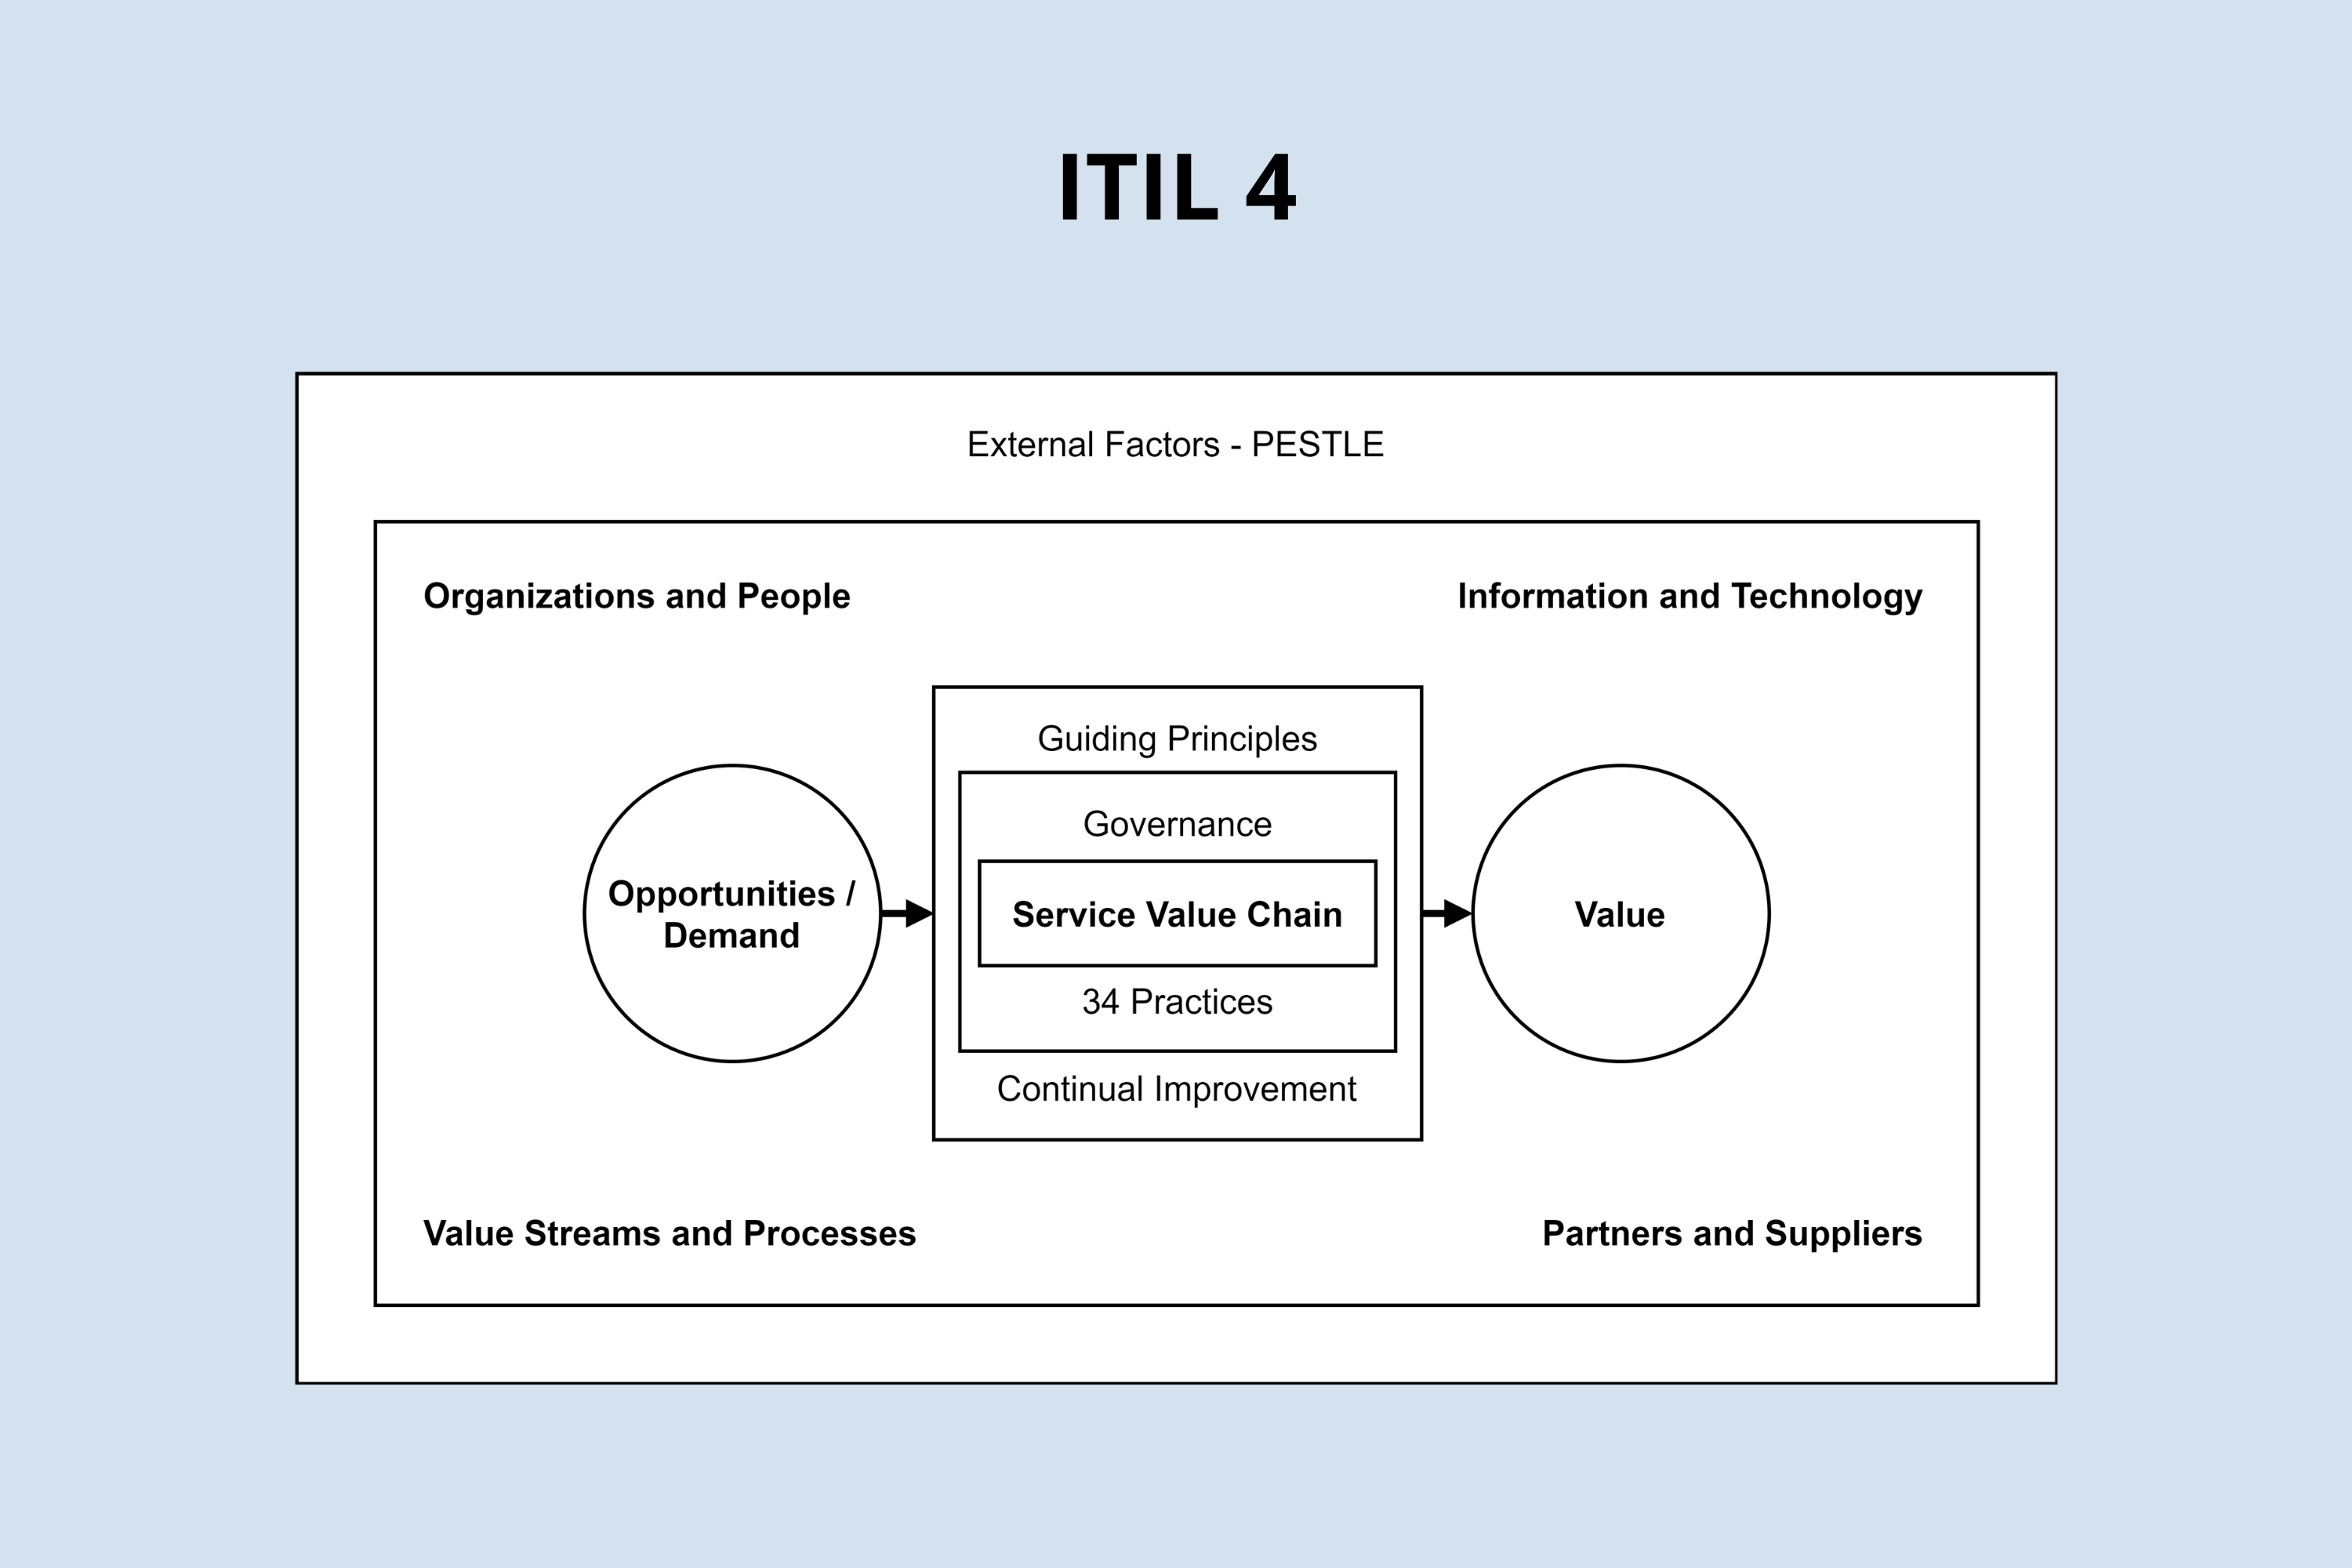 ITIL 4
External Factors - PESTLE
Organizations and People
Information and Technology
Guiding Principles
Governance
Opportunities /
Demand
Service Value Chain
Value
34 Practices
Continual Improvement
Value Streams and Processes
Partners and Suppliers